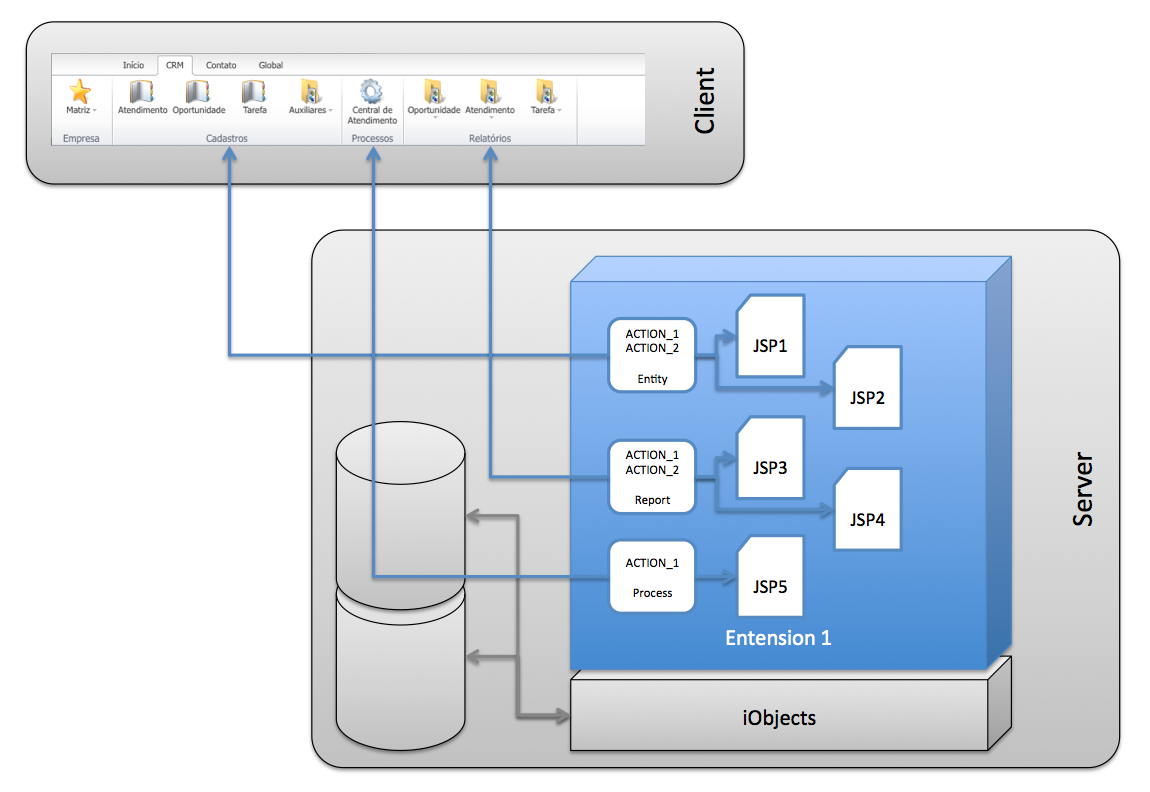 Início CRM Contato Global
Matriz Atendimento Oportunidade Tarefa Auxiliares Central de Atendimento Oportunidade Atendimento Tarefa
Empresa Cadastros Processos Relatórios
Client
ACTION_1
ACTION_2
Entity
JSP1
JSP2
ACTION_1
ACTION_2
Report
JSP3
JSP4
ACTION_1
Process
JSP5
Entension 1
iObjects
Server